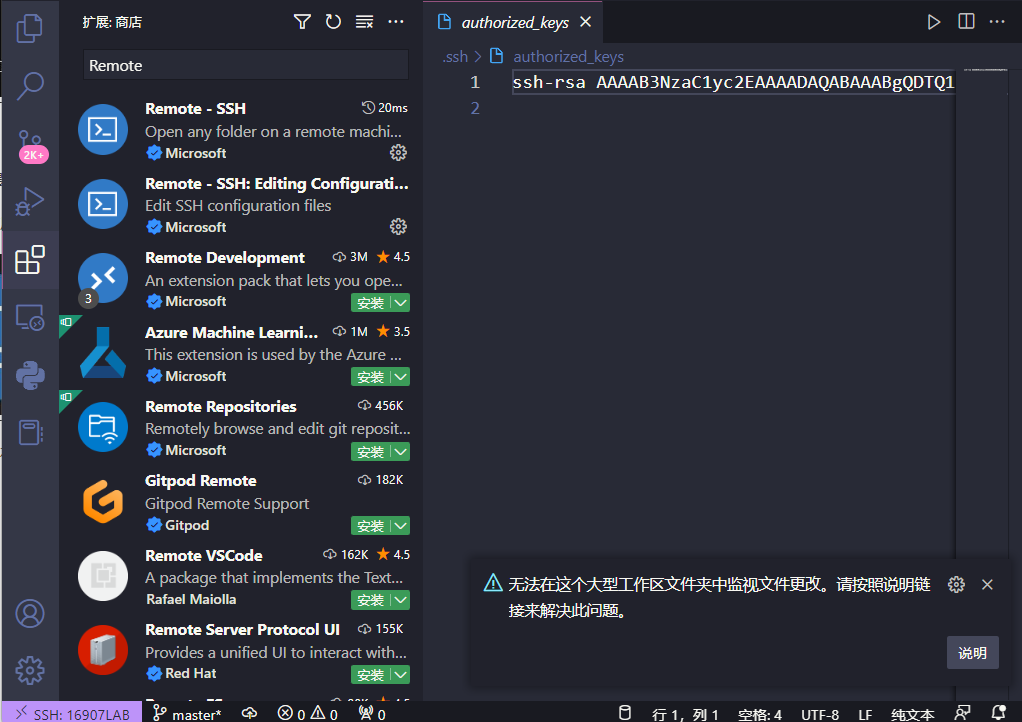 扩展: 商店
Remote
Remote - SSH
20ms
Open any folder on a remote machi...
Microsoft
Remote - SSH: Editing Configurati...
Edit SSH configuration files
Microsoft
Remote Development
3M
4.5
An extension pack that lets you ope...
3
Microsoft
安装
Azure Machine Learni...
1M
3.5
This extension is used by the Azure ...
Microsoft
安装
Remote Repositories
456K
Remotely browse and edit git reposit...
Microsoft
安装
Gitpod Remote
182K
Gitpod Remote Support
Gitpod
安装
Remote VSCode
162K
4.5
A package that implements the Text...
Rafael Maiolla
安装
Remote Server Protocol UI
155K
Provides a unified UI to interact with...
Red Hat
安装
2K+
authorized_keys
.ssh > authorized_keys
1
ssh-rsa AAAAB3NzaC1yc2EAAAADAQABAAABgQDTQ1
2
无法在这个大型工作区文件夹中监视文件更改。请按照说明链
接来解决此问题。
说明
SSH: 16907LAB
master*
0
0
0
行 1，列 1
空格: 4
UTF-8
LF
纯文本